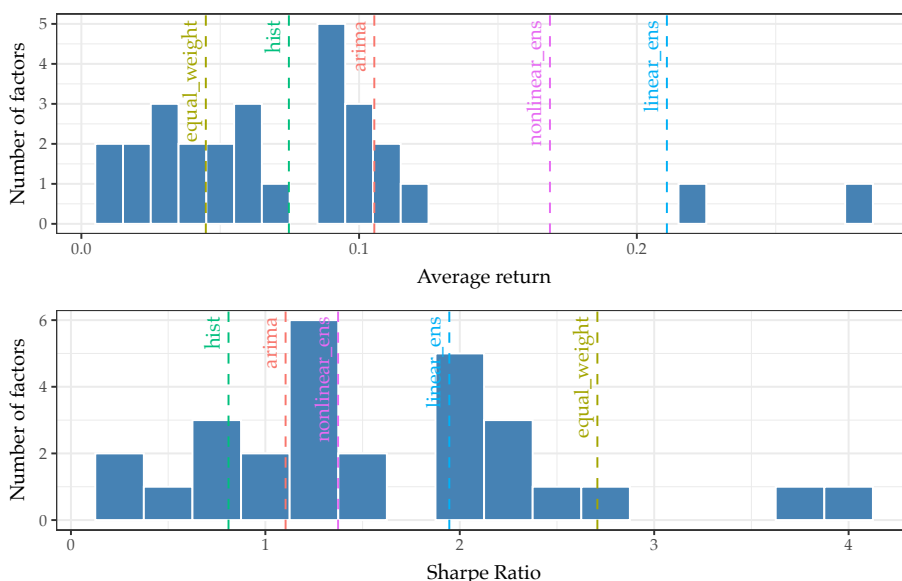 5
4
3
2
1
0
Number of factors
equal_weight
hist
arima
nonlinear_ens
linear_ens
0.0
0.1
0.2
Average return
6
4
2
0
Number of factors
hist
arima
nonlinear_ens
linear_ens
equal_weight
0
1
2
3
4
Sharpe Ratio